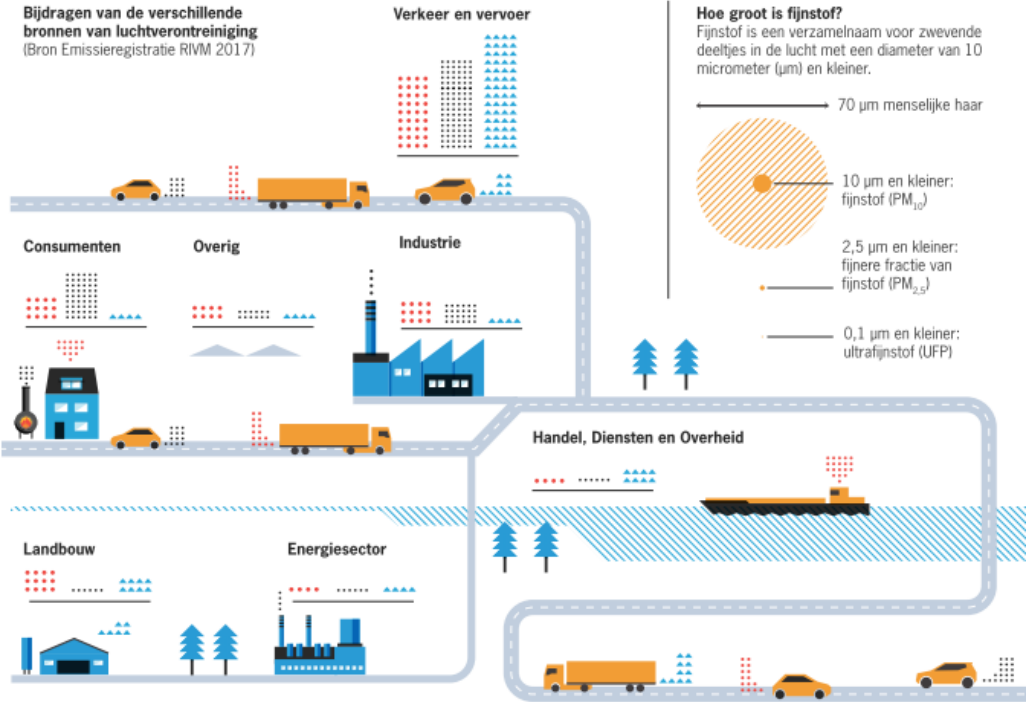 Bijdragen van de verschillende
bronnen van luchtverontreiniging
(Bron Emissieregistratie RIVM 2017)
Verkeer en vervoer
Hoe groot is fijnstof?
Fijnstof is een verzamelnaam voor zwevende
deeltjes in de lucht met een diameter van 10
micrometer (µm) en kleiner.
70 µm menselijke haar
10 µm en kleiner:
fijnstof (PM₁₀)
2,5 µm en kleiner:
fijnere fractie van
fijnstof (PM₂,₅)
0,1 µm en kleiner:
ultrafijnstof (UFP)
Consumenten
Overig
Industrie
Handel, Diensten en Overheid
Landbouw
Energiesector